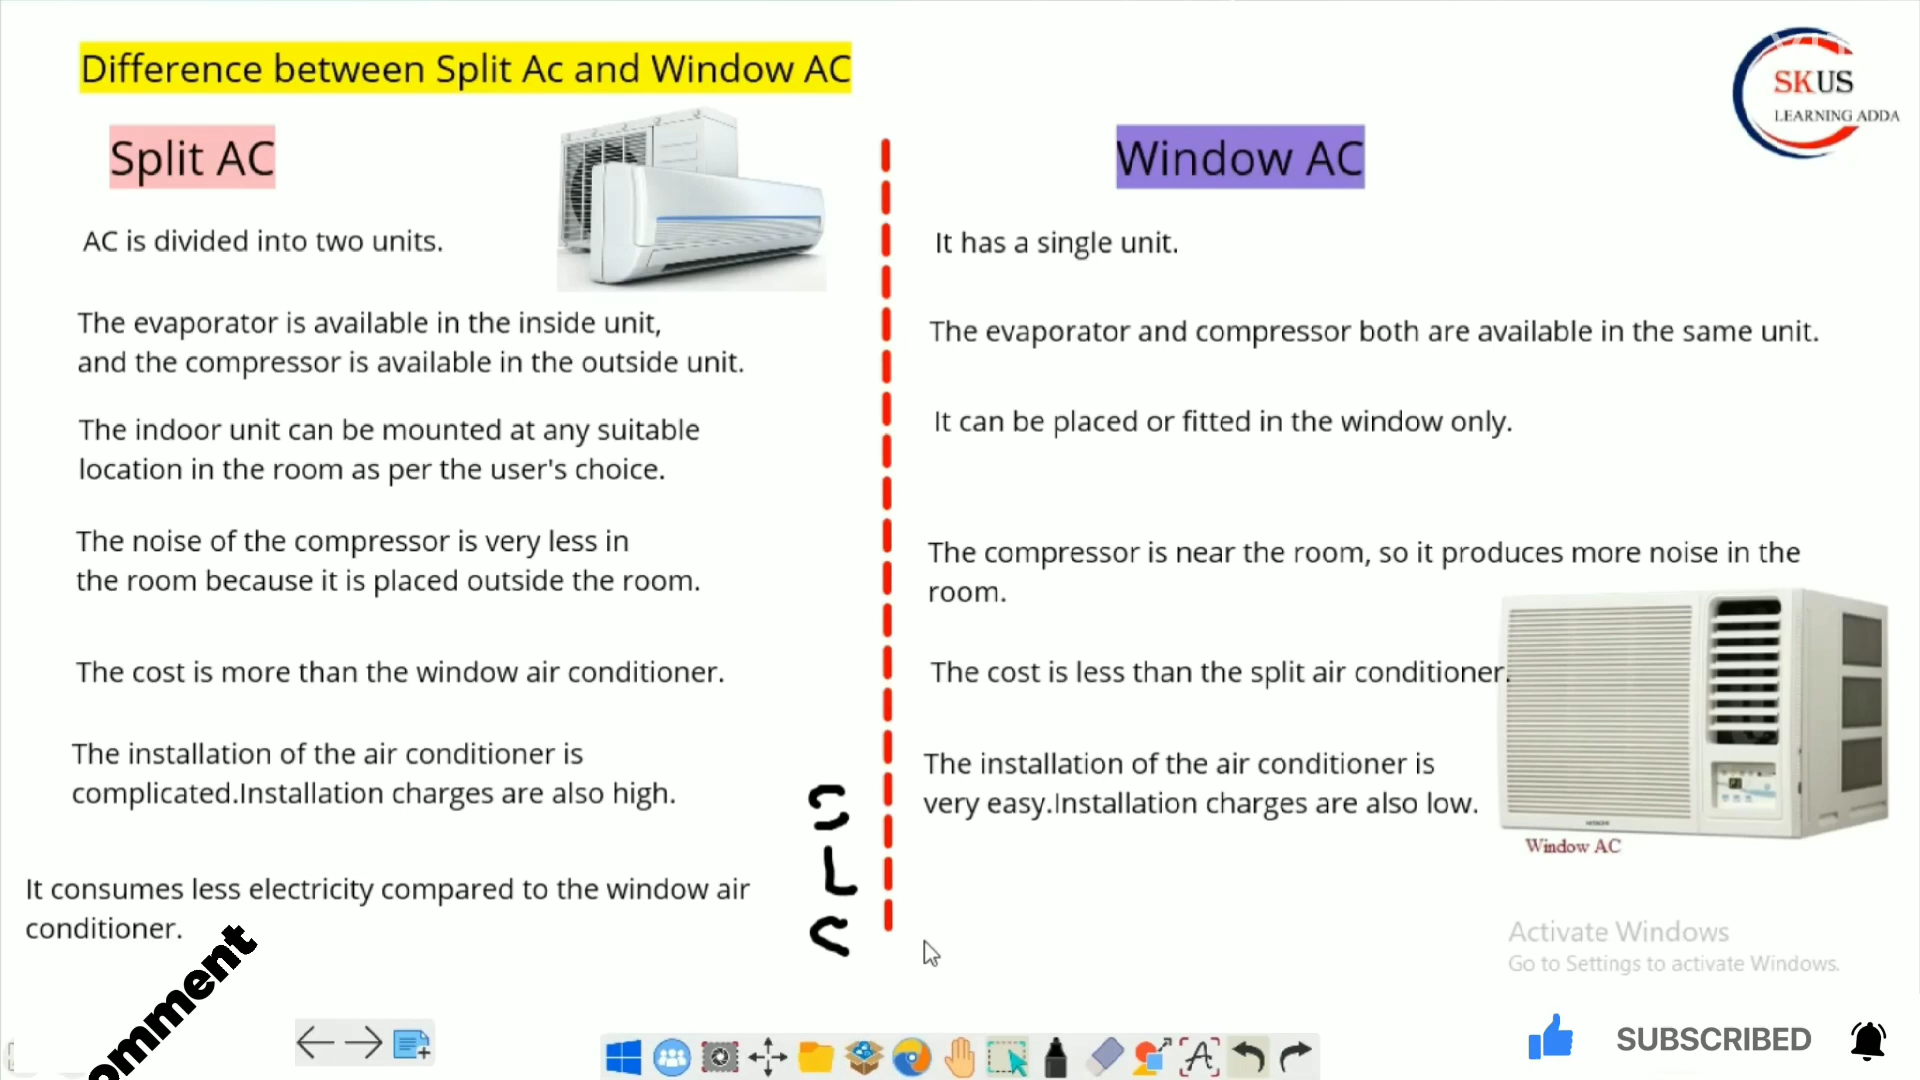 Difference between Split Ac and Window AC
SKUS
LEARNING ADDA
Split AC
AC is divided into two units.
The evaporator is available in the inside unit,
and the compressor is available in the outside unit.
The indoor unit can be mounted at any suitable
location in the room as per the user's choice.
The noise of the compressor is very less in
the room because it is placed outside the room.
The cost is more than the window air conditioner.
The installation of the air conditioner is
complicated.Installation charges are also high.
It consumes less electricity compared to the window air
conditioner.
S
L
C
Window AC
It has a single unit.
The evaporator and compressor both are available in the same unit.
It can be placed or fitted in the window only.
The compressor is near the room, so it produces more noise in the
room.
The cost is less than the split air conditioner.
The installation of the air conditioner is
very easy.Installation charges are also low.
HITACHI
Window AC
Activate Windows
Go to Settings to activate Windows.
omment
SUBSCRIBED